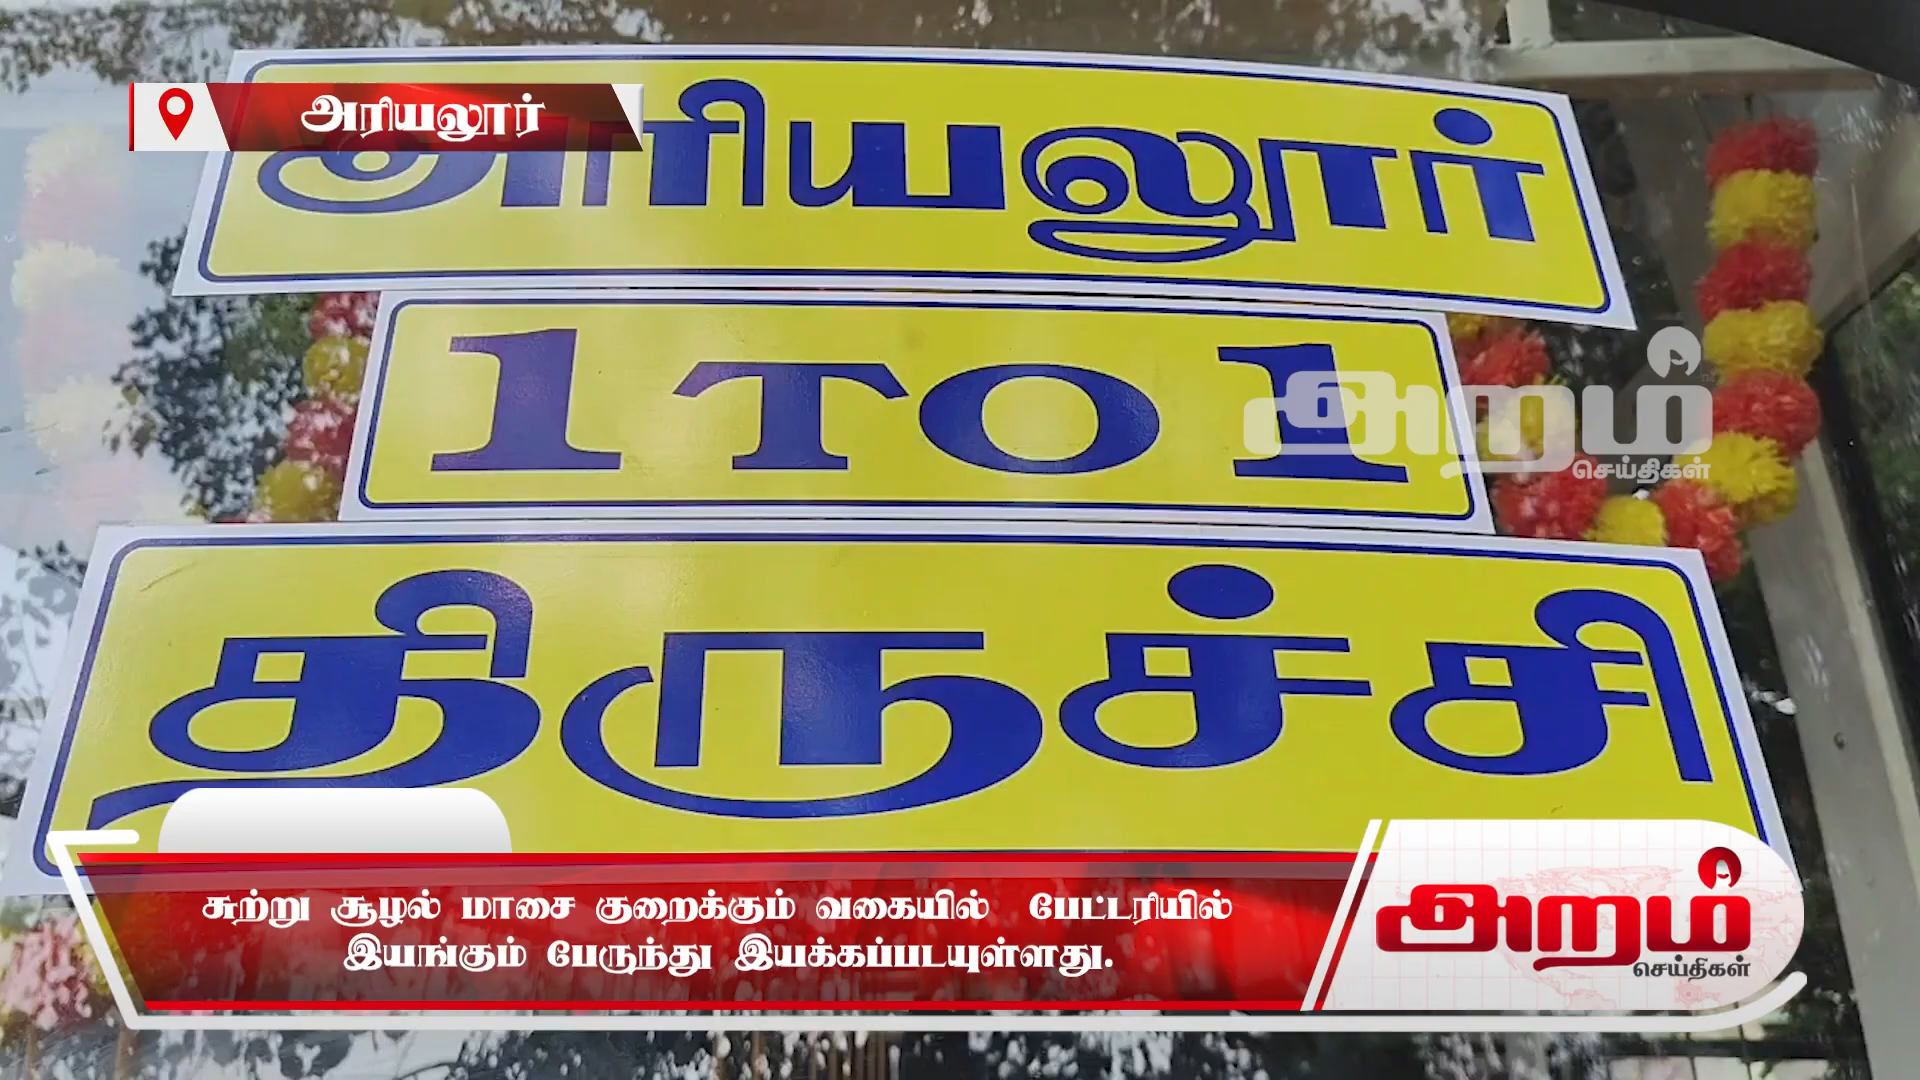 அரியலூர்
அரியலூர்
1 TO 1
அறம்
செய்திகள்
திருச்சி
சுற்று சூழல் மாசை குறைக்கும் வகையில் பேட்டரியில்
இயங்கும் பேருந்து இயக்கப்படயுள்ளது.
அறம்
செய்திகள்